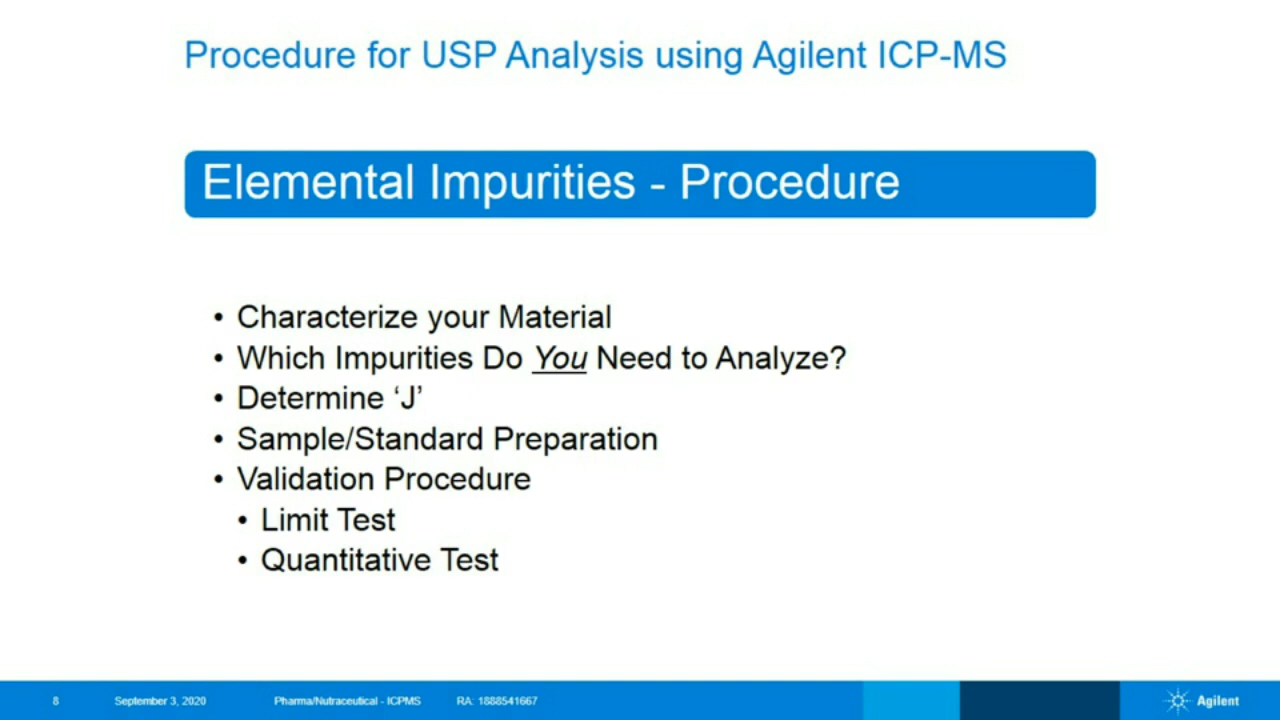 Procedure for USP Analysis using Agilent ICP-MS
Elemental Impurities - Procedure
• Characterize your Material
• Which Impurities Do You Need to Analyze?
• Determine ‘J’
• Sample/Standard Preparation
• Validation Procedure
• Limit Test
• Quantitative Test
8 September 3, 2020 Pharma/Nutraceutical - ICPMS RA: 1888541667 Agilent